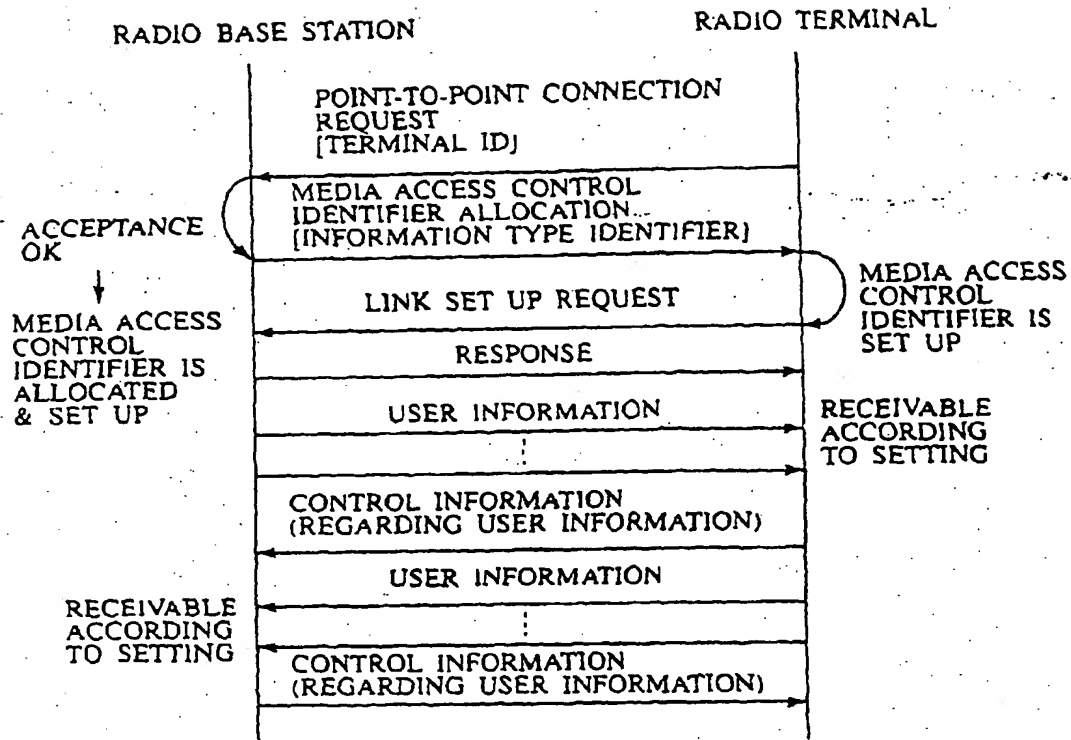 RADIO BASE STATION
RADIO TERMINAL
POINT-TO-POINT CONNECTION
REQUEST
[TERMINAL ID]
MEDIA ACCESS CONTROL
IDENTIFIER ALLOCATION...
[INFORMATION TYPE IDENTIFIER]
ACCEPTANCE
OK
MEDIA ACCESS
CONTROL
IDENTIFIER IS
ALLOCATED
& SET UP
LINK SET UP REQUEST
MEDIA ACCESS
CONTROL
IDENTIFIER IS
SET UP
RESPONSE
USER INFORMATION
RECEIVABLE
ACCORDING
TO SETTING
CONTROL INFORMATION
(REGARDING USER INFORMATION)
USER INFORMATION
RECEIVABLE
ACCORDING
TO SETTING
CONTROL INFORMATION
(REGARDING USER INFORMATION)